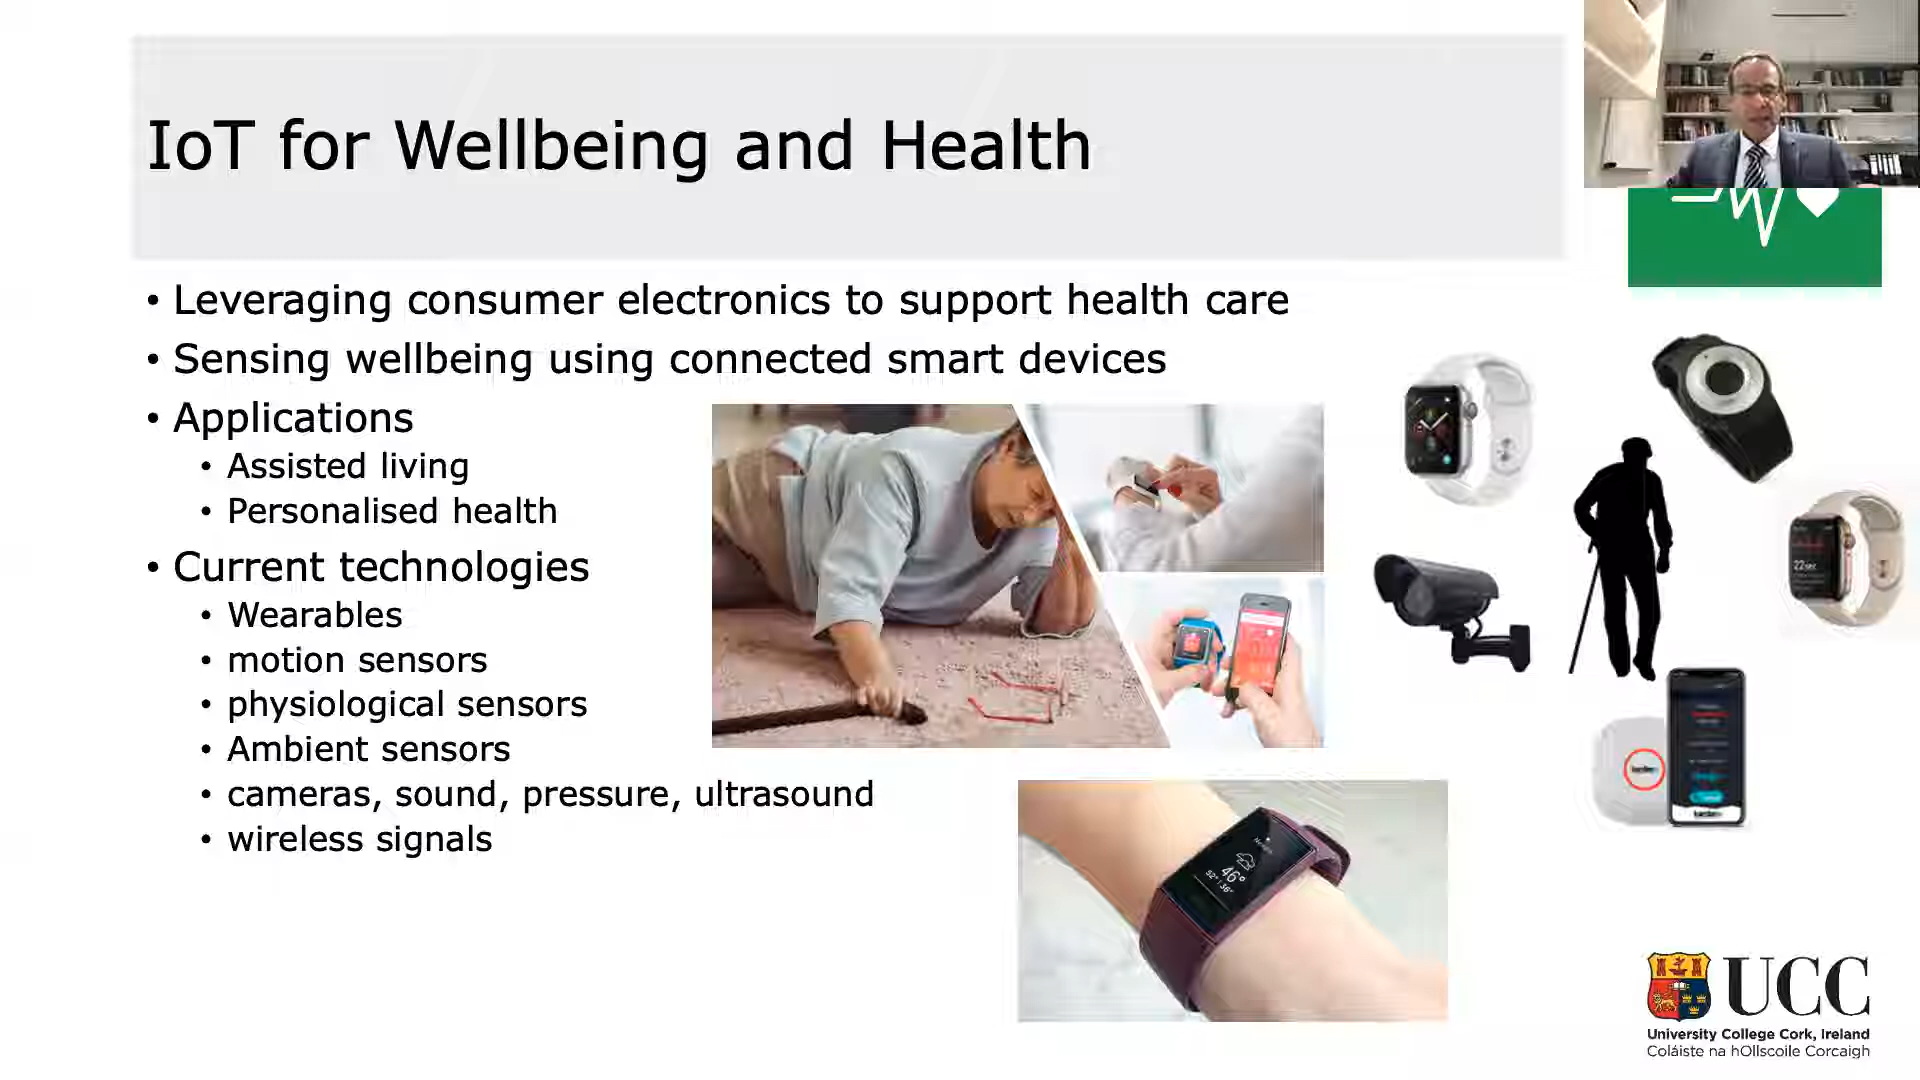 IoT for Wellbeing and Health
• Leveraging consumer electronics to support health care
• Sensing wellbeing using connected smart devices
• Applications
• Assisted living
• Personalised health
• Current technologies
• Wearables
• motion sensors
• physiological sensors
• Ambient sensors
• cameras, sound, pressure, ultrasound
• wireless signals
22
46°
UCC
University College Cork, Ireland
Coláiste na hOllscoile Corcaigh